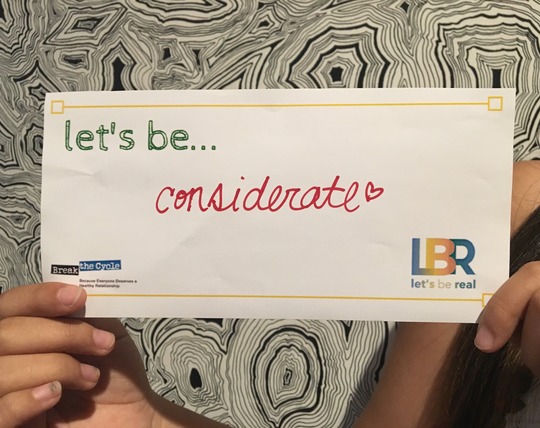 let's be...
considerate
Break the Cycle
Because Everyone Deserves a
Healthy Relationship
LBR
let's be real